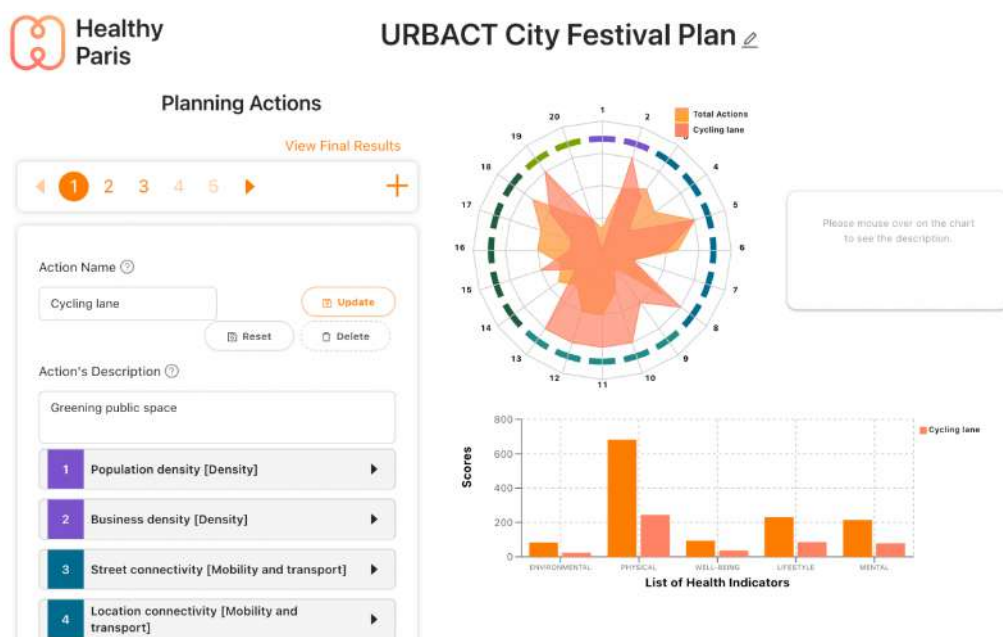 Healthy
Paris
URBACT City Festival Plan
Planning Actions
View Final Results
1 2 3 4 5
Action Name
Cycling lane
Update
Reset
Delete
Action's Description
Greening public space
1 Population density [Density]
2 Business density [Density]
3 Street connectivity [Mobility and transport]
4 Location connectivity [Mobility and
transport]
Total Actions
Cycling lane
1
2
4
5
6
7
8
9
10
11
12
13
14
15
16
17
18
19
20
Please mouse over on the chart
to see the description.
Scores
800
600
400
200
0
ENVIRONMENTAL
PHYSICAL
WELL-BEING
LIFESTYLE
MENTAL
List of Health Indicators
Cycling lane